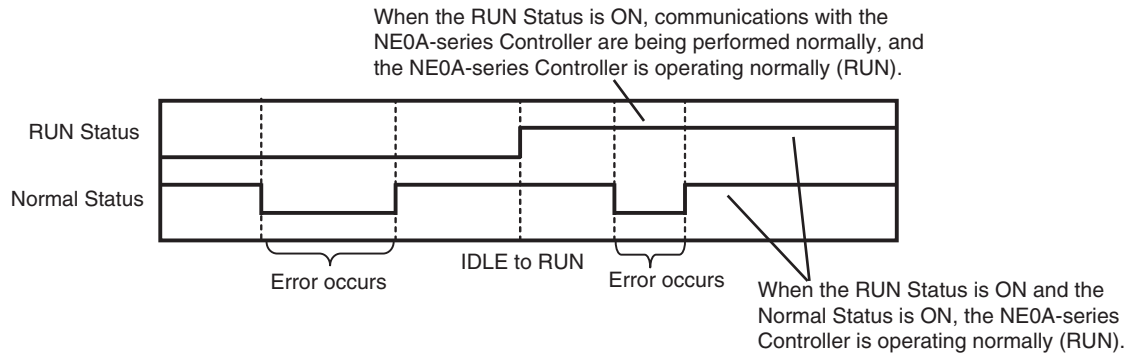 When the RUN Status is ON, communications with the
NE0A-series Controller are being performed normally, and
the NE0A-series Controller is operating normally (RUN).
RUN Status
Normal Status
Error occurs
IDLE to RUN
Error occurs
When the RUN Status is ON and the
Normal Status is ON, the NE0A-series
Controller is operating normally (RUN).